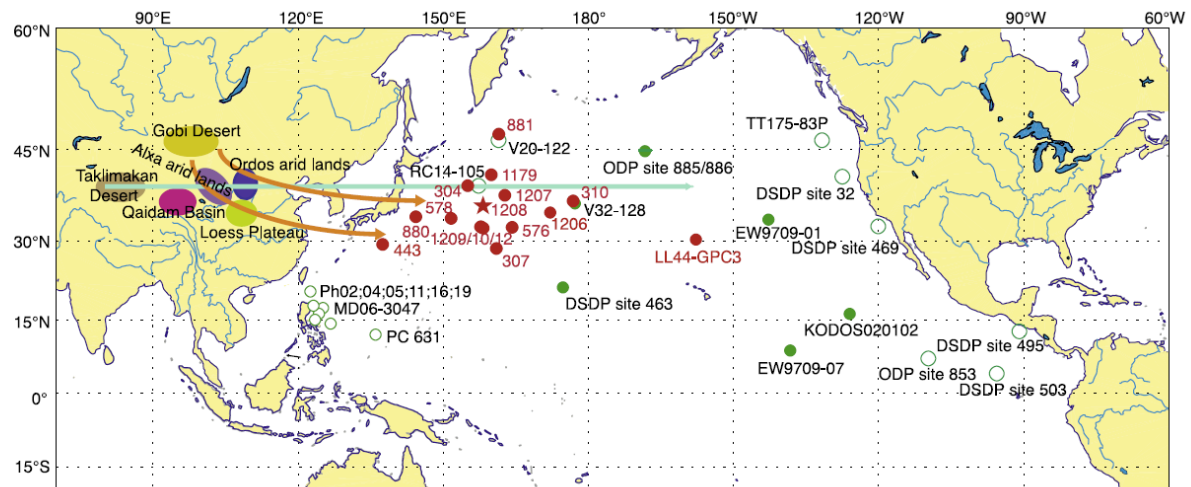 90°E 120°E 150°E 180° 150°W 120°W 90°W 60°W
60°N
45°N
30°N
15°N
0°
15°S
Gobi Desert
Alxa arid lands
Ordos arid lands
Taklimakan
Desert
Qaidam Basin
Loess Plateau
881
V20-122
RC14-105
1179
304
1207
310
578
1208
V32-128
880
1209/10/12
576
1206
443
307
ODP site 885/886
TT175-83P
DSDP site 32
EW9709-01
DSDP site 469
LL44-GPC3
DSDP site 463
Ph02;04;05;11;16;19
MD06-3047
PC 631
KODOS020102
EW9709-07
DSDP site 495
ODP site 853
DSDP site 503